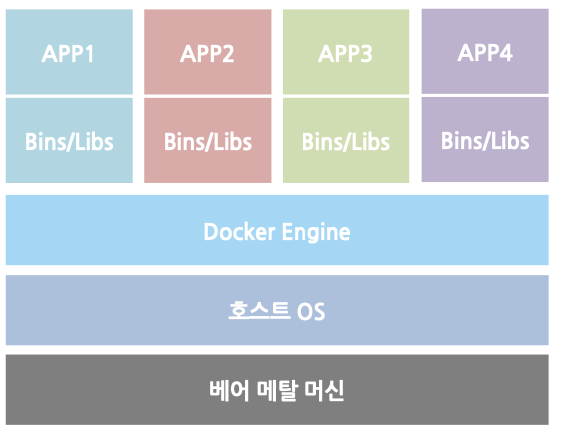 APP1 APP2 APP3 APP4
Bins/Libs Bins/Libs Bins/Libs Bins/Libs
Docker Engine
호스트 OS
베어 메탈 머신